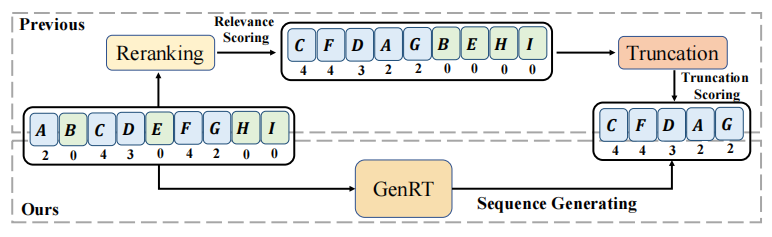 Previous
Reranking
Relevance
Scoring
C F D A G B E H I
4 4 3 2 2 0 0 0 0
Truncation
Truncation
Scoring
A B C D E F G H I
2 0 4 3 0 4 2 0 0
C F D A G
4 4 3 2 2
GenRT
Sequence Generating
Ours